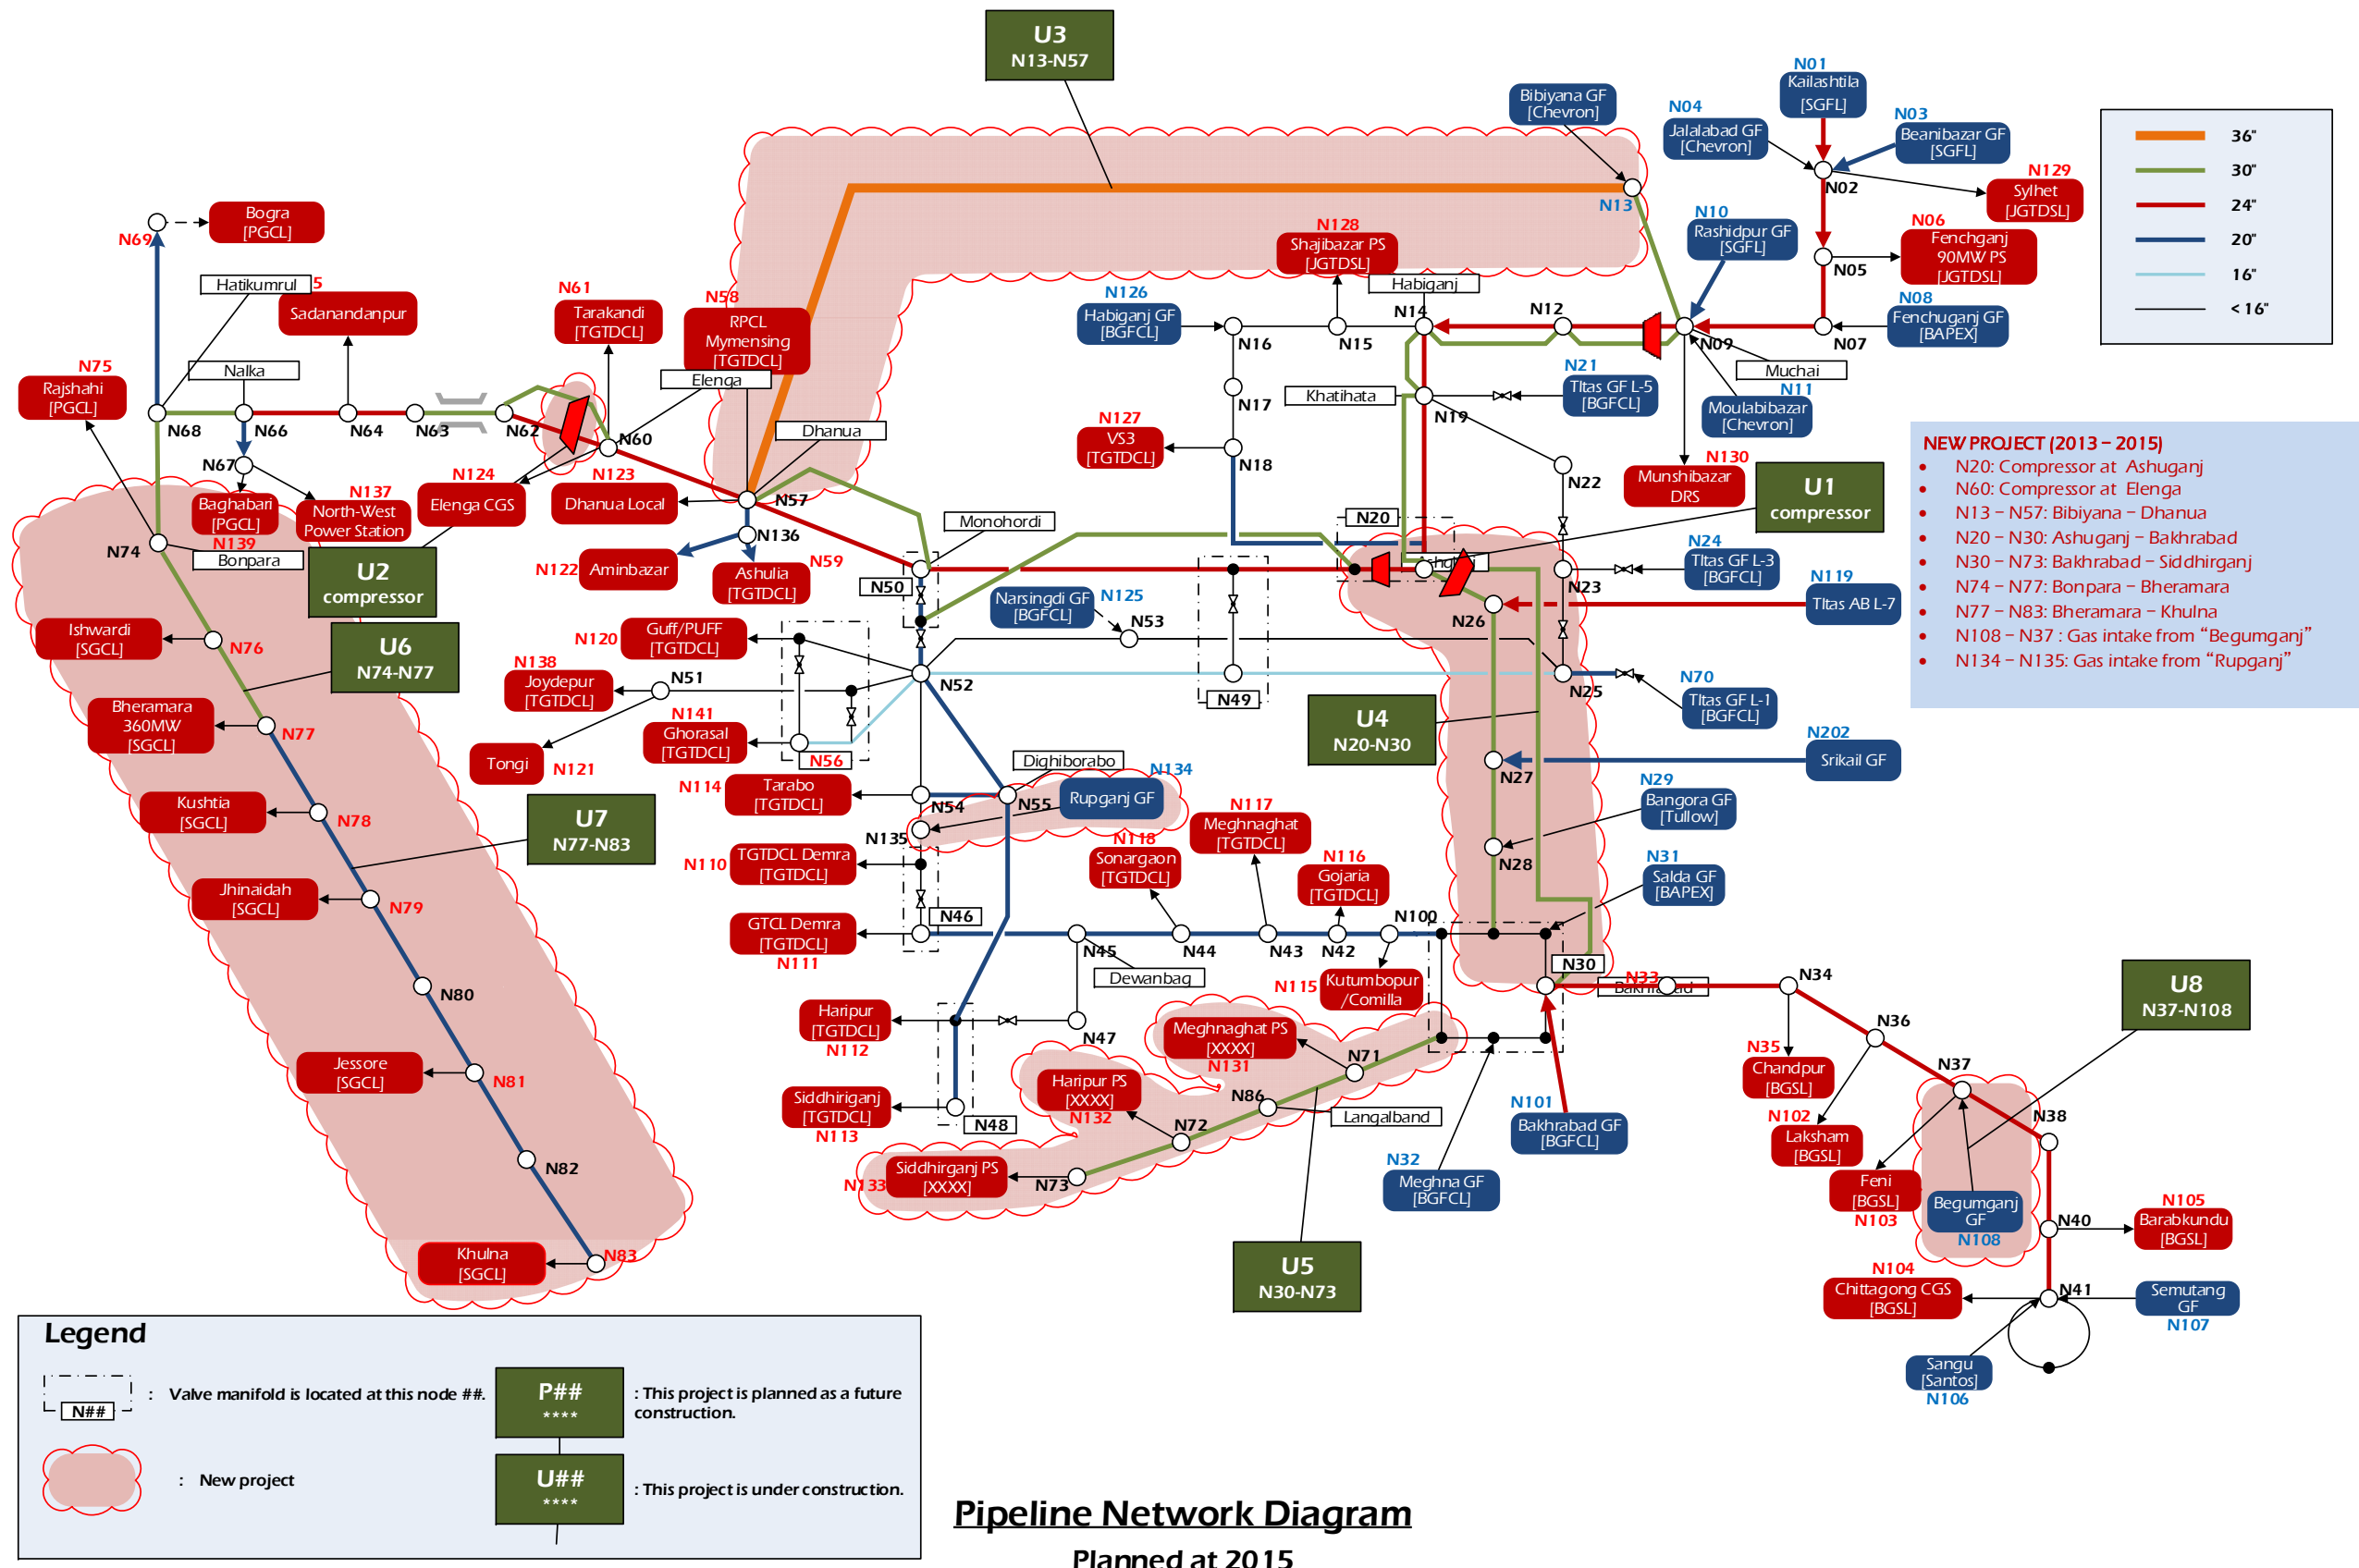 U3
N13-N57
Bibiyana GF
[Chevron]
N01
Kailashtila
[SGFL]
N04
Jalalabad GF
[Chevron]
N03
Beanibazar GF
[SGFL]
36"
30"
24"
20"
16"
< 16"
N02
N129
Sylhet
[JGTDSL]
N13
N10
Rashidpur GF
[SGFL]
N06
Fenchganj
90MW PS
[JGTDSL]
N05
N69
Bogra
[PGCL]
N128
Shajibazar PS
[JGTDSL]
Habiganj
Hatikumrul
5
Sadanandanpur
N61
Tarakandi
[TGTDCL]
N58
RPCL
Mymensing
[TGTDCL]
N126
Habiganj GF
[BGFCL]
N16
N15
N14
N12
N09
N07
N08
Fenchuganj GF
[BAPEX]
Muchai
N75
Rajshahi
[PGCL]
Nalka
Elenga
N21
TItas GF L-5
[BGFCL]
N11
Moulabibazar
[Chevron]
Khatihata
N19
N17
N68
N66
N64
N63
N62
N60
Dhanua
N127
VS3
[TGTDCL]
N18
NEW PROJECT (2013 – 2015)
• N20: Compressor at Ashuganj
• N60: Compressor at Elenga
• N13 – N57: Bibiyana – Dhanua
• N20 – N30: Ashuganj – Bakhrabad
• N30 – N73: Bakhrabad – Siddhirganj
• N74 – N77: Bonpara – Bheramara
• N77 – N83: Bheramara – Khulna
• N108 – N37 : Gas intake from “Begumganj”
• N134 – N135: Gas intake from “Rupganj”
N67
N124
Elenga CGS
N123
Dhanua Local
N57
N22
N130
Munshibazar
DRS
U1
compressor
Baghabari
[PGCL]
N137
North-West
Power Station
N139
Bonpara
N74
Monohordi
N20
N136
N122
Aminbazar
N59
Ashulia
[TGTDCL]
N50
N24
TItas GF L-3
[BGFCL]
N23
U2
compressor
N125
Narsingdi GF
[BGFCL]
N53
N26
N119
TItas AB L-7
Ishwardi
[SGCL]
N76
U6
N74-N77
N120
Guff/PUFF
[TGTDCL]
N138
Joydepur
[TGTDCL]
N51
N52
N49
N25
N70
TItas GF L-1
[BGFCL]
Bheramara
360MW
[SGCL]
N77
N141
Ghorasal
[TGTDCL]
N56
U4
N20-N30
Tongi
N121
N202
Srikail GF
N27
Dighiborabo
N114
Tarabo
[TGTDCL]
N54
N55
N134
Rupganj GF
N29
Bangora GF
[Tullow]
Kushtia
[SGCL]
N78
U7
N77-N83
N135
N117
Meghnaghat
[TGTDCL]
N110
TGTDCL Demra
[TGTDCL]
N118
Sonargaon
[TGTDCL]
N116
Gojaria
[TGTDCL]
N28
N31
Salda GF
[BAPEX]
Jhinaidah
[SGCL]
N79
N46
N100
GTCL Demra
[TGTDCL]
N111
N45
N44
N43
N42
Dewanbag
N30
N115
Kutumbopur
/Comilla
N33
N34
U8
N37-N108
N80
Haripur
[TGTDCL]
N112
N47
Meghnaghat PS
[XXXX]
N131
N71
N36
N35
Chandpur
[BGSL]
N37
Jessore
[SGCL]
N81
Siddhiriganj
[TGTDCL]
N113
N48
Haripur PS
[XXXX]
N132
N86
Langalband
N101
Bakhrabad GF
[BGFCL]
N102
Laksham
[BGSL]
N38
N72
N82
N133
Siddhirganj PS
[XXXX]
N73
N32
Meghna GF
[BGFCL]
Feni
[BGSL]
N103
Begumganj
GF
N108
N105
Barabkundu
[BGSL]
N40
Khulna
[SGCL]
N83
U5
N30-N73
N104
Chittagong CGS
[BGSL]
N41
Semutang
GF
N107
Sangu
[Santos]
N106
Legend
N##
: Valve manifold is located at this node ##.
P##
****
: This project is planned as a future
construction.
: New project
U##
****
: This project is under construction.
Pipeline Network Diagram
Planned at 2015